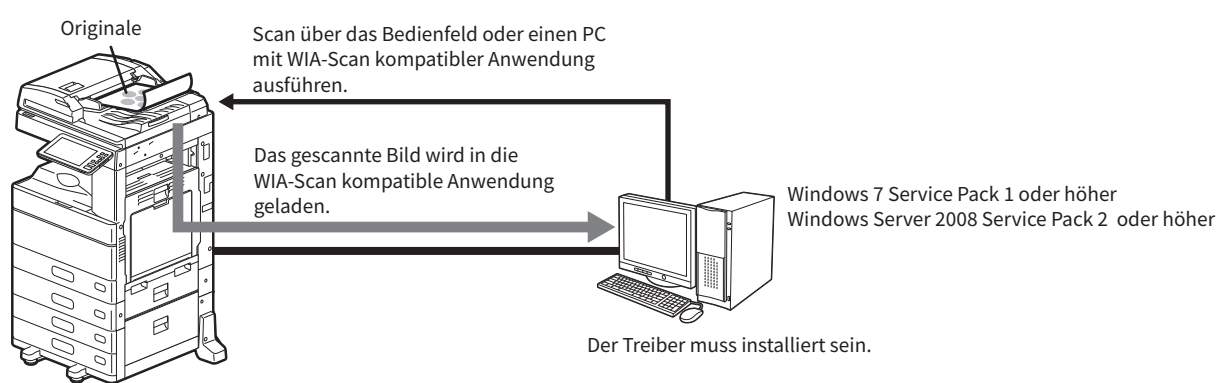 Originale
Scan über das Bedienfeld oder einen PC
mit WIA-Scan kompatibler Anwendung
ausführen.
Das gescannte Bild wird in die
WIA-Scan kompatible Anwendung
geladen.
Windows 7 Service Pack 1 oder höher
Windows Server 2008 Service Pack 2 oder höher
Der Treiber muss installiert sein.